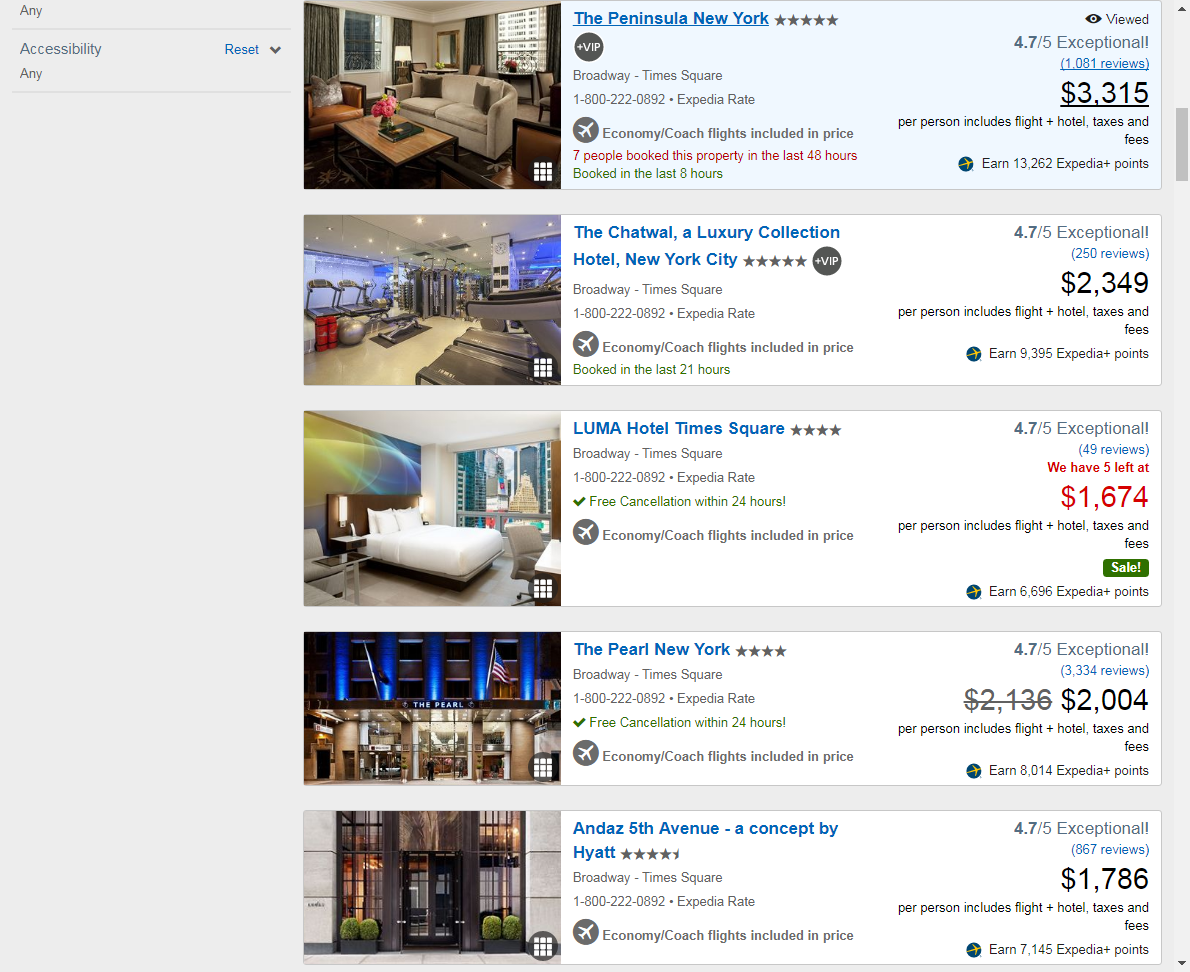 Any
Accessibility Reset
Any
The Peninsula New York
+VIP
Broadway - Times Square
1-800-222-0892 • Expedia Rate
Economy/Coach flights included in price
7 people booked this property in the last 48 hours
Booked in the last 8 hours
Viewed
4.7/5 Exceptional!
(1,081 reviews)
$3,315
per person includes flight + hotel, taxes and
fees
Earn 13,262 Expedia+ points
The Chatwal, a Luxury Collection
Hotel, New York City +VIP
Broadway - Times Square
1-800-222-0892 • Expedia Rate
Economy/Coach flights included in price
Booked in the last 21 hours
4.7/5 Exceptional!
(250 reviews)
$2,349
per person includes flight + hotel, taxes and
fees
Earn 9,395 Expedia+ points
LUMA Hotel Times Square
Broadway - Times Square
1-800-222-0892 • Expedia Rate
Free Cancellation within 24 hours!
Economy/Coach flights included in price
4.7/5 Exceptional!
(49 reviews)
We have 5 left at
$1,674
per person includes flight + hotel, taxes and
fees
Sale!
Earn 6,696 Expedia+ points
THE PEARL
The Pearl New York
Broadway - Times Square
1-800-222-0892 • Expedia Rate
Free Cancellation within 24 hours!
Economy/Coach flights included in price
4.7/5 Exceptional!
(3,334 reviews)
$2,136 $2,004
per person includes flight + hotel, taxes and
fees
Earn 8,014 Expedia+ points
Andaz 5th Avenue - a concept by
Hyatt
Broadway - Times Square
1-800-222-0892 • Expedia Rate
Economy/Coach flights included in price
4.7/5 Exceptional!
(867 reviews)
$1,786
per person includes flight + hotel, taxes and
fees
Earn 7,145 Expedia+ points